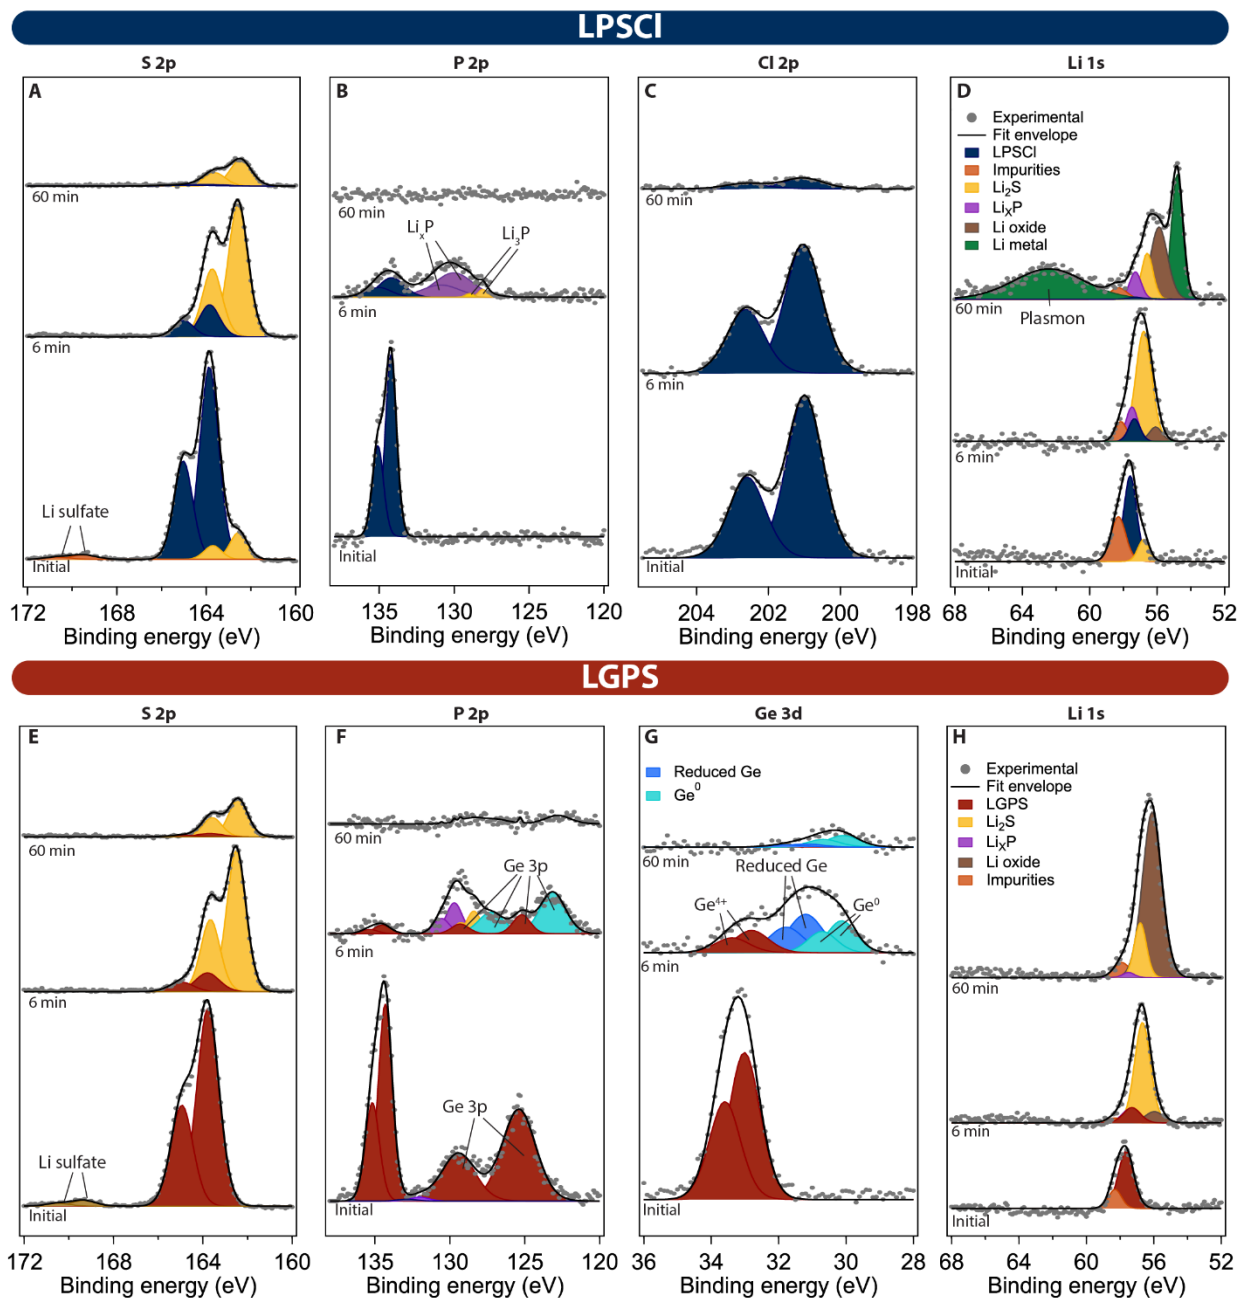 LPSCl
S 2p
P 2p
Cl 2p
Li 1s
A
60 min
6 min
Li sulfate
Initial
172 168 164 160
Binding energy (eV)
B
60 min
LiₓP
Li₃P
6 min
Initial
135 130 125 120
Binding energy (eV)
C
60 min
6 min
Initial
204 202 200 198
Binding energy (eV)
D
Experimental
Fit envelope
LPSCl
Impurities
Li₂S
LiₓP
Li oxide
Li metal
60 min
Plasmon
6 min
Initial
68 64 60 56 52
Binding energy (eV)
LGPS
S 2p
P 2p
Ge 3d
Li 1s
E
60 min
6 min
Li sulfate
Initial
172 168 164 160
Binding energy (eV)
F
60 min
Ge 3p
6 min
Ge 3p
Initial
135 130 125 120
Binding energy (eV)
G
Reduced Ge
Ge⁰
60 min
Reduced Ge
Ge⁴⁺
Ge⁰
6 min
Initial
36 34 32 30 28
Binding energy (eV)
H
Experimental
Fit envelope
LGPS
Li₂S
LiₓP
Li oxide
Impurities
60 min
6 min
Initial
68 64 60 56 52
Binding energy (eV)